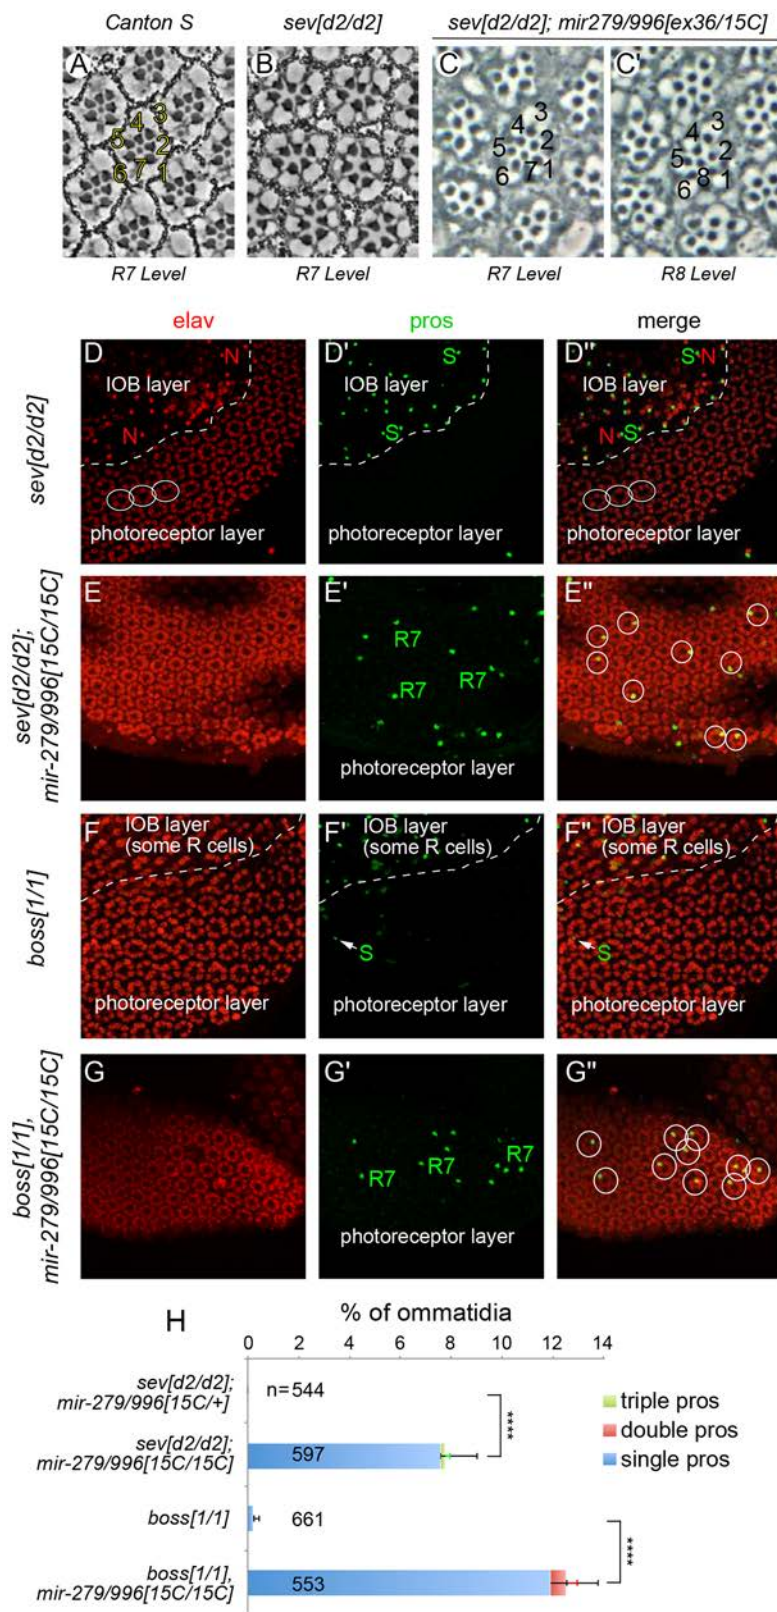 Canton S
sev[d2/d2]
sev[d2/d2]; mir279/996[ex36/15C]
A
B
C
C'
3
4
5
2
6 7 1
3
4
5
2
6
7
1
3
4
5
2
6
8
1
R7 Level
R7 Level
R7 Level
R8 Level
elav
pros
merge
sev[d2/d2]
D
N
IOB layer
N
photoreceptor layer
D'
S
IOB layer
S
photoreceptor layer
D"
S N
IOB layer
N S
photoreceptor layer
sev[d2/d2];
mir-279/996[15C/15C]
E
E'
R7
R7
R7
photoreceptor layer
E"
boss[1/1]
F
IOB layer
(some R cells)
photoreceptor layer
F'
IOB layer
(some R cells)
S
photoreceptor layer
F"
IOB layer
(some R cells)
S
photoreceptor layer
boss[1/1],
mir-279/996[15C/15C]
G
G'
R7
R7
R7
photoreceptor layer
G"
H
% of ommatidia
0 2 4 6 8 10 12 14
sev[d2/d2];
mir-279/996[15C/+]
n= 544
sev[d2/d2];
mir-279/996[15C/15C]
597
boss[1/1]
661
boss[1/1],
mir-279/996[15C/15C]
553
****
****
triple pros
double pros
single pros